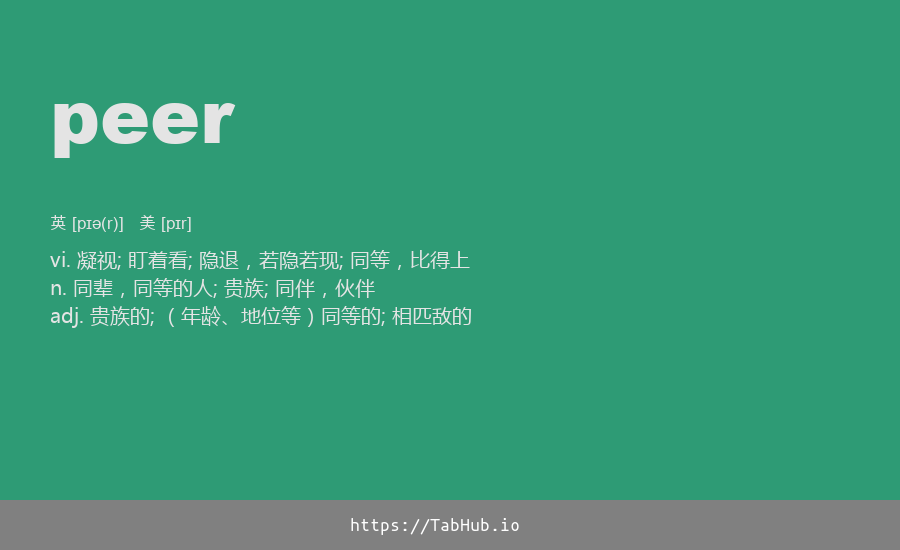 peer
英 [pɪə(r)] 美 [pɪr]
vi. 凝视; 盯着看; 隐退，若隐若现; 同等，比得上
n. 同辈，同等的人; 贵族; 同伴，伙伴
adj. 贵族的; （年龄、地位等）同等的; 相匹敌的
https://TabHub.io